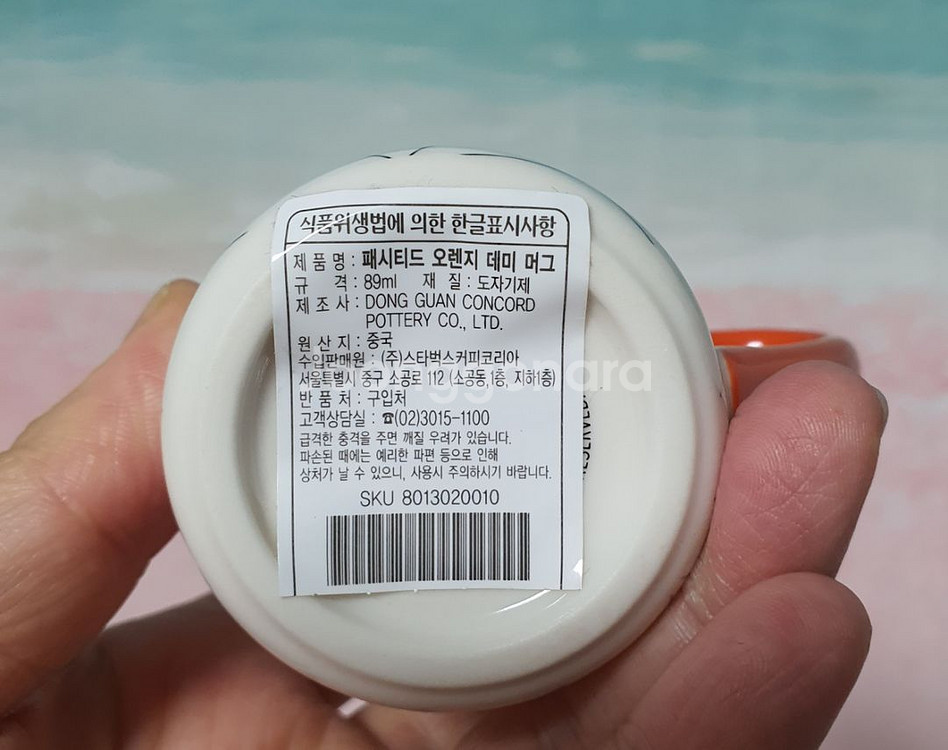 식품위생법에 의한 한글표시사항
제 품 명 : 패시티드 오렌지 데미 머그
규 격 : 89ml 재 질 : 도자기제
제 조 사 : DONG GUAN CONCORD
POTTERY CO., LTD.
원 산 지 : 중국
수입판매원 : (주)스타벅스커피코리아
서울특별시 중구 소공로 112 (소공동,1층, 지하1층)
반 품 처 : 구입처
고객상담실 : ☎(02)3015-1100
급격한 충격을 주면 깨질 우려가 있습니다.
파손된 때에는 예리한 파편 등으로 인해
상처가 날 수 있으니, 사용시 주의하시기 바랍니다.
SKU 8013020010